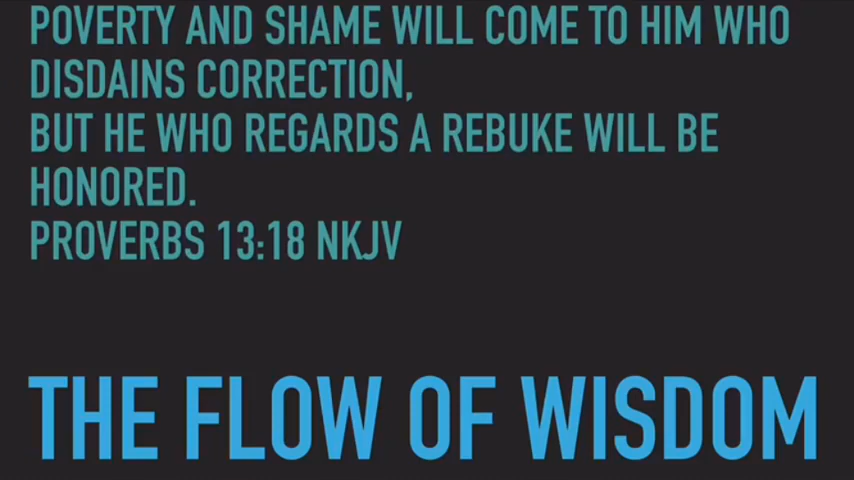 POVERTY AND SHAME WILL COME TO HIM WHO
DISDAINS CORRECTION,
BUT HE WHO REGARDS A REBUKE WILL BE
HONORED.
PROVERBS 13:18 NKJV
THE FLOW OF WISDOM